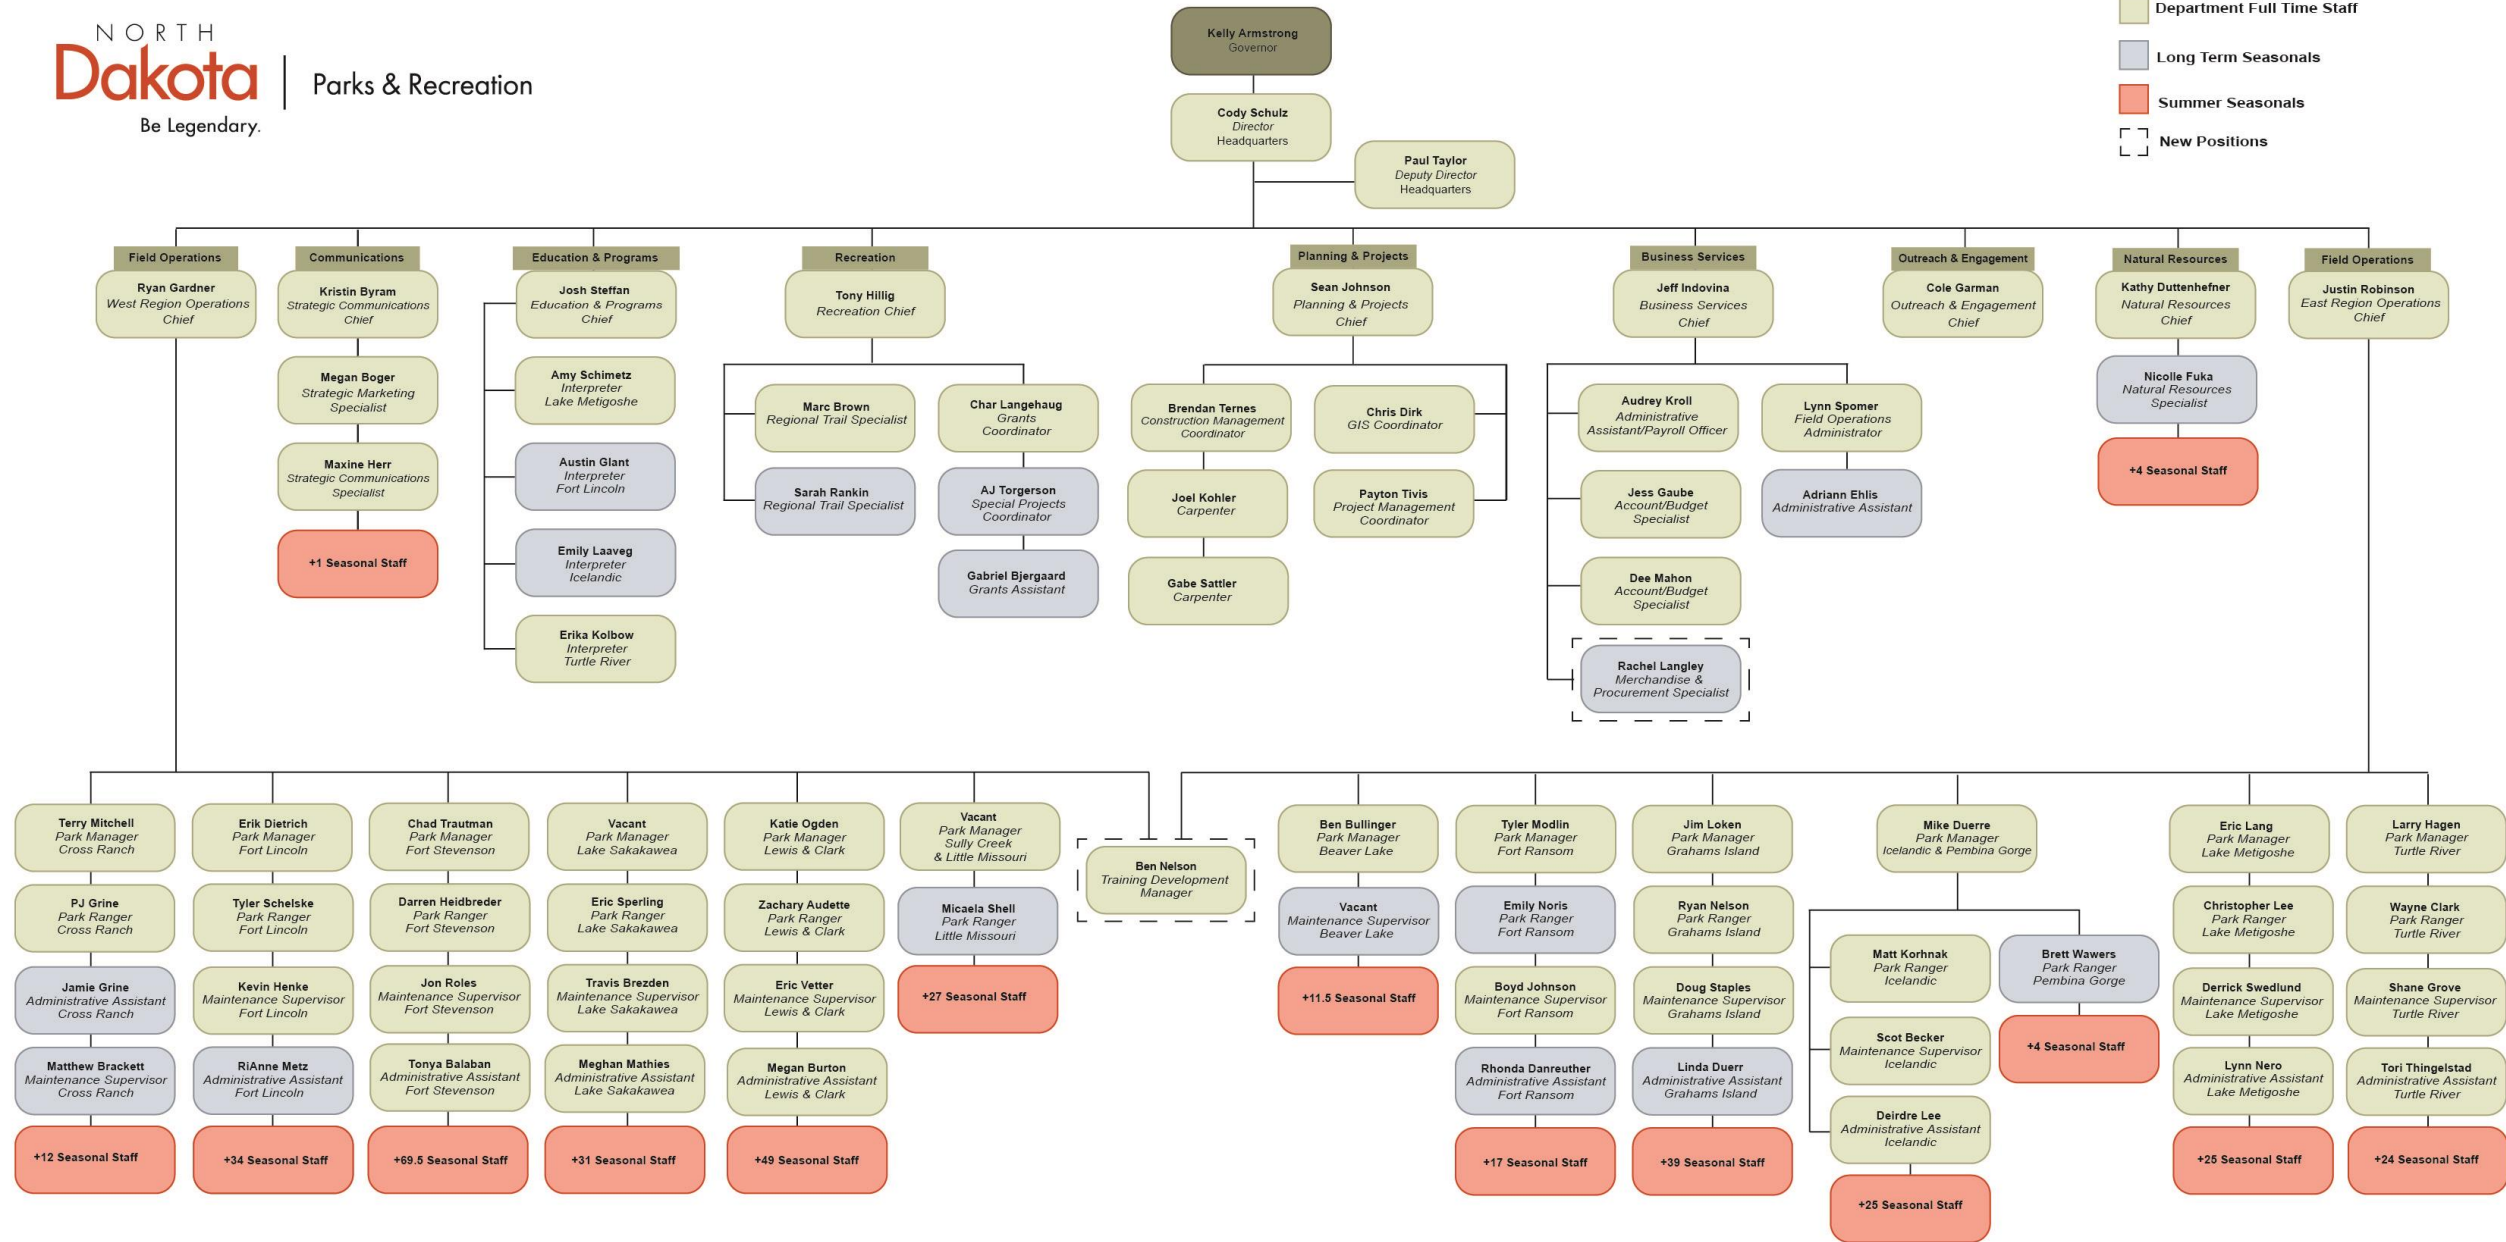 NORTH
Dakota
Be Legendary.
Parks & Recreation
Department Full Time Staff
Long Term Seasonals
Summer Seasonals
New Positions
Kelly Armstrong
Governor
Cody Schulz
Director
Headquarters
Paul Taylor
Deputy Director
Headquarters
Field Operations
Ryan Gardner
West Region Operations
Chief
Communications
Kristin Byram
Strategic Communications
Chief
Megan Boger
Strategic Marketing
Specialist
Maxine Herr
Strategic Communications
Specialist
+1 Seasonal Staff
Education & Programs
Josh Steffan
Education & Programs
Chief
Amy Schimetz
Interpreter
Lake Metigoshe
Austin Glant
Interpreter
Fort Lincoln
Emily Laaveg
Interpreter
Icelandic
Erika Kolbow
Interpreter
Turtle River
Recreation
Tony Hillig
Recreation Chief
Marc Brown
Regional Trail Specialist
Sarah Rankin
Regional Trail Specialist
Char Langehaug
Grants
Coordinator
AJ Torgerson
Special Projects
Coordinator
Gabriel Bjergaard
Grants Assistant
Planning & Projects
Sean Johnson
Planning & Projects
Chief
Brendan Ternes
Construction Management
Coordinator
Joel Kohler
Carpenter
Gabe Sattler
Carpenter
Chris Dirk
GIS Coordinator
Payton Tivis
Project Management
Coordinator
Business Services
Jeff Indovina
Business Services
Chief
Audrey Kroll
Administrative
Assistant/Payroll Officer
Jess Gaube
Account/Budget
Specialist
Dee Mahon
Account/Budget
Specialist
Rachel Langley
Merchandise &
Procurement Specialist
Lynn Spomer
Field Operations
Administrator
Adriann Ehlis
Administrative Assistant
Outreach & Engagement
Cole Garman
Outreach & Engagement
Chief
Natural Resources
Kathy Duttenhefner
Natural Resources
Chief
Nicolle Fuka
Natural Resources
Specialist
+4 Seasonal Staff
Field Operations
Justin Robinson
East Region Operations
Chief
Terry Mitchell
Park Manager
Cross Ranch
PJ Grine
Park Ranger
Cross Ranch
Jamie Grine
Administrative Assistant
Cross Ranch
Matthew Brackett
Maintenance Supervisor
Cross Ranch
+12 Seasonal Staff
Erik Dietrich
Park Manager
Fort Lincoln
Tyler Schelske
Park Ranger
Fort Lincoln
Kevin Henke
Maintenance Supervisor
Fort Lincoln
RiAnne Metz
Administrative Assistant
Fort Lincoln
+34 Seasonal Staff
Chad Trautman
Park Manager
Fort Stevenson
Darren Heidbreder
Park Ranger
Fort Stevenson
Jon Roles
Maintenance Supervisor
Fort Stevenson
Tonya Balaban
Administrative Assistant
Fort Stevenson
+69.5 Seasonal Staff
Vacant
Park Manager
Lake Sakakawea
Eric Sperling
Park Ranger
Lake Sakakawea
Travis Brezden
Maintenance Supervisor
Lake Sakakawea
Meghan Mathies
Administrative Assistant
Lake Sakakawea
+31 Seasonal Staff
Katie Ogden
Park Manager
Lewis & Clark
Zachary Audette
Park Ranger
Lewis & Clark
Eric Vetter
Maintenance Supervisor
Lewis & Clark
Megan Burton
Administrative Assistant
Lewis & Clark
+49 Seasonal Staff
Vacant
Park Manager
Sully Creek
& Little Missouri
Micaela Shell
Park Ranger
Little Missouri
+27 Seasonal Staff
Ben Nelson
Training Development
Manager
Ben Bullinger
Park Manager
Beaver Lake
Vacant
Maintenance Supervisor
Beaver Lake
+11.5 Seasonal Staff
Tyler Modlin
Park Manager
Fort Ransom
Emily Noris
Park Ranger
Fort Ransom
Boyd Johnson
Maintenance Supervisor
Fort Ransom
Rhonda Danreuther
Administrative Assistant
Fort Ransom
+17 Seasonal Staff
Jim Loken
Park Manager
Grahams Island
Ryan Nelson
Park Ranger
Grahams Island
Doug Staples
Maintenance Supervisor
Grahams Island
Linda Duerr
Administrative Assistant
Grahams Island
+39 Seasonal Staff
Mike Duerre
Park Manager
Icelandic & Pembina Gorge
Matt Korhnak
Park Ranger
Icelandic
Scot Becker
Maintenance Supervisor
Icelandic
Deirdre Lee
Administrative Assistant
Icelandic
+25 Seasonal Staff
Brett Wawers
Park Ranger
Pembina Gorge
+4 Seasonal Staff
Eric Lang
Park Manager
Lake Metigoshe
Christopher Lee
Park Ranger
Lake Metigoshe
Derrick Swedlund
Maintenance Supervisor
Lake Metigoshe
Lynn Nero
Administrative Assistant
Lake Metigoshe
+25 Seasonal Staff
Larry Hagen
Park Manager
Turtle River
Wayne Clark
Park Ranger
Turtle River
Shane Grove
Maintenance Supervisor
Turtle River
Tori Thingelstad
Administrative Assistant
Turtle River
+24 Seasonal Staff